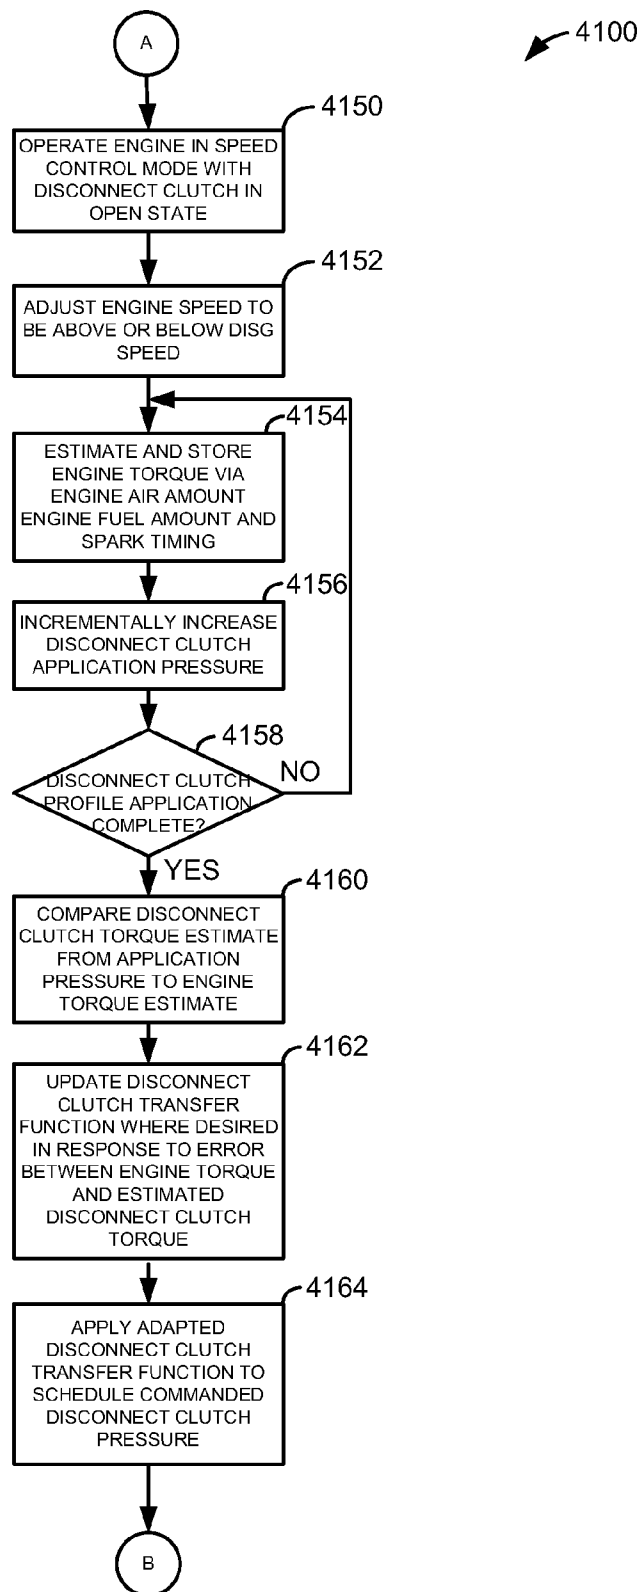 4100
A
4150
OPERATE ENGINE IN SPEED
CONTROL MODE WITH
DISCONNECT CLUTCH IN
OPEN STATE
4152
ADJUST ENGINE SPEED TO
BE ABOVE OR BELOW DISG
SPEED
4154
ESTIMATE AND STORE
ENGINE TORQUE VIA
ENGINE AIR AMOUNT
ENGINE FUEL AMOUNT AND
SPARK TIMING
4156
INCREMENTALLY INCREASE
DISCONNECT CLUTCH
APPLICATION PRESSURE
4158
DISCONNECT CLUTCH
PROFILE APPLICATION
COMPLETE?
NO
YES
4160
COMPARE DISCONNECT
CLUTCH TORQUE ESTIMATE
FROM APPLICATION
PRESSURE TO ENGINE
TORQUE ESTIMATE
4162
UPDATE DISCONNECT
CLUTCH TRANSFER
FUNCTION WHERE DESIRED
IN RESPONSE TO ERROR
BETWEEN ENGINE TORQUE
AND ESTIMATED
DISCONNECT CLUTCH
TORQUE
4164
APPLY ADAPTED
DISCONNECT CLUTCH
TRANSFER FUNCTION TO
SCHEDULE COMMANDED
DISCONNECT CLUTCH
PRESSURE
B